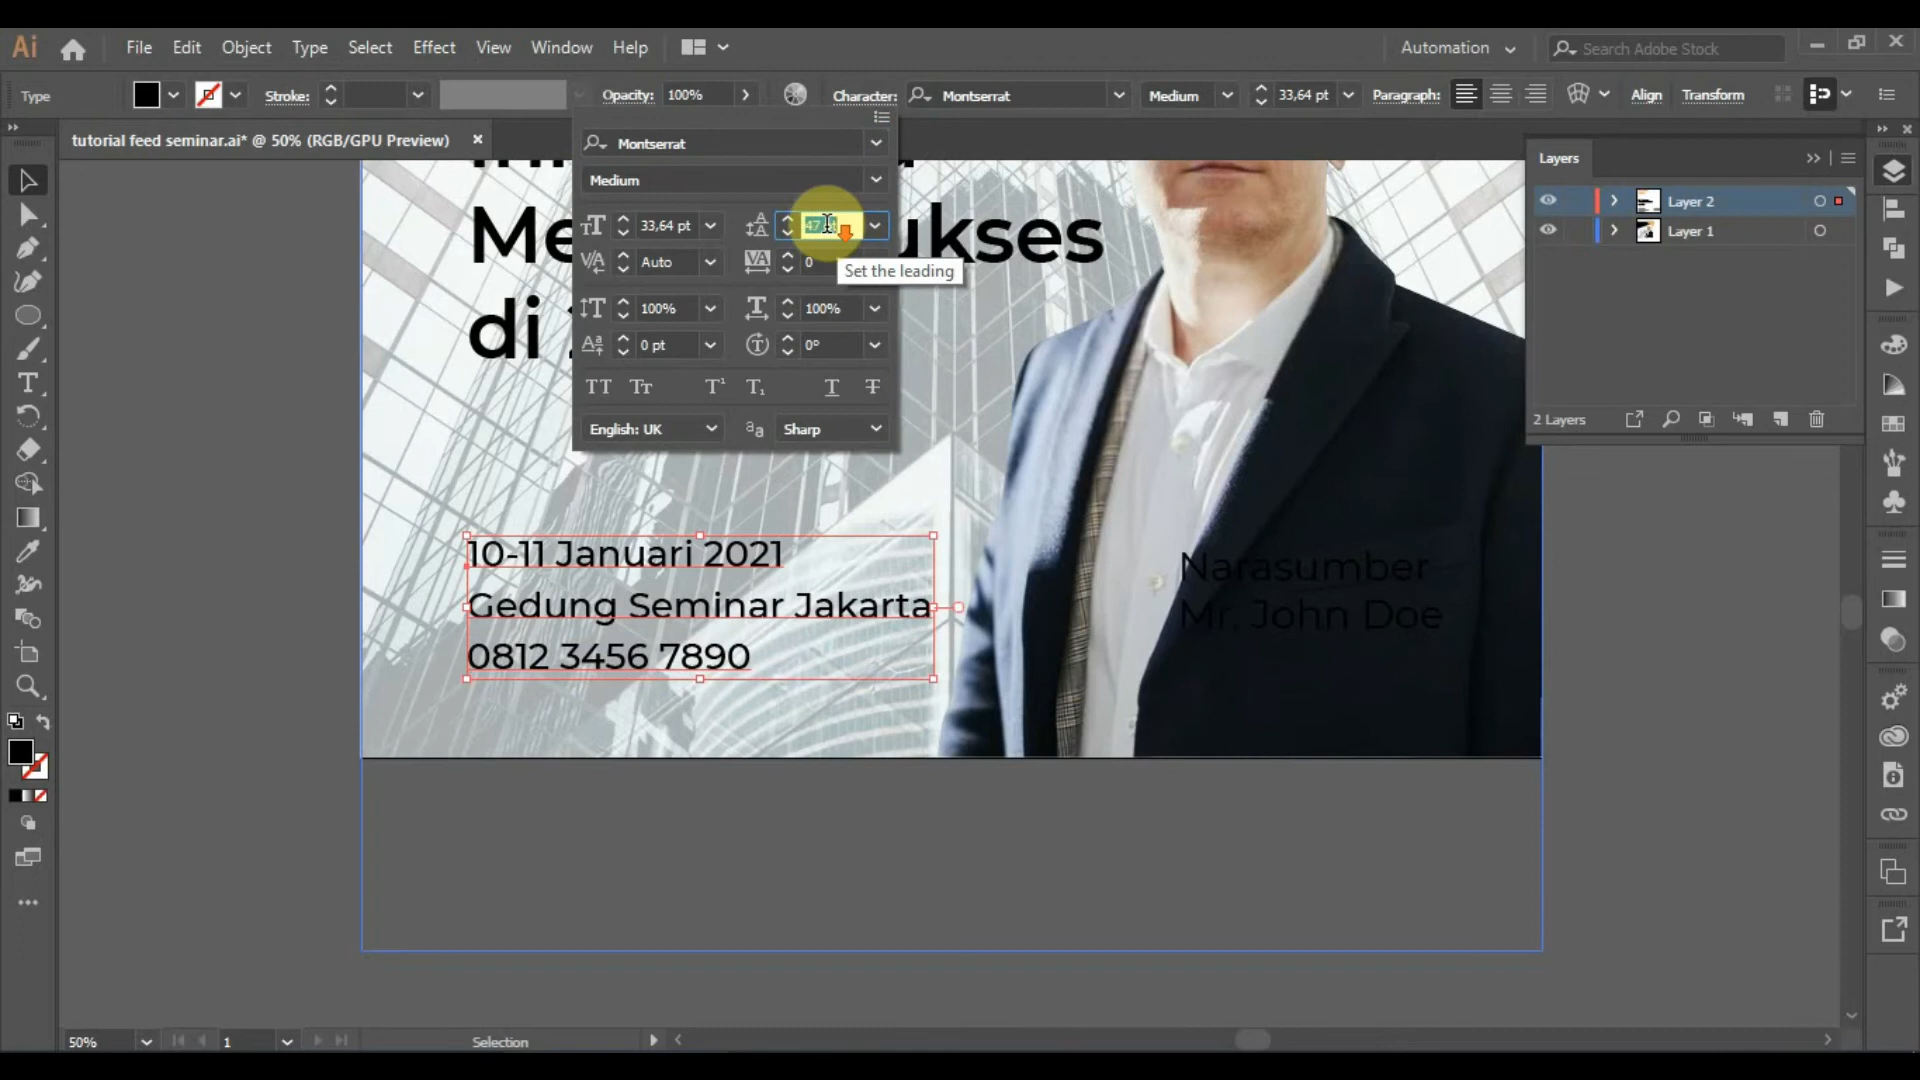 Ai
File Edit Object Type Select Effect View Window Help
Automation
Search Adobe Stock
Type
Stroke:
Opacity: 100%
Character: Montserrat
Medium
33,64 pt
Paragraph:
Align
Transform
tutorial feed seminar.ai* @ 50% (RGB/GPU Preview)
Montserrat
Medium
33,64 pt
Auto
0
Set the leading
100% 100%
0 pt 0°
English: UK Sharp
ukses
di
10-11 Januari 2021
Gedung Seminar Jakarta
0812 3456 7890
Narasumber
Mr. John Doe
Layers
Layer 2
Layer 1
2 Layers
50% 1 Selection